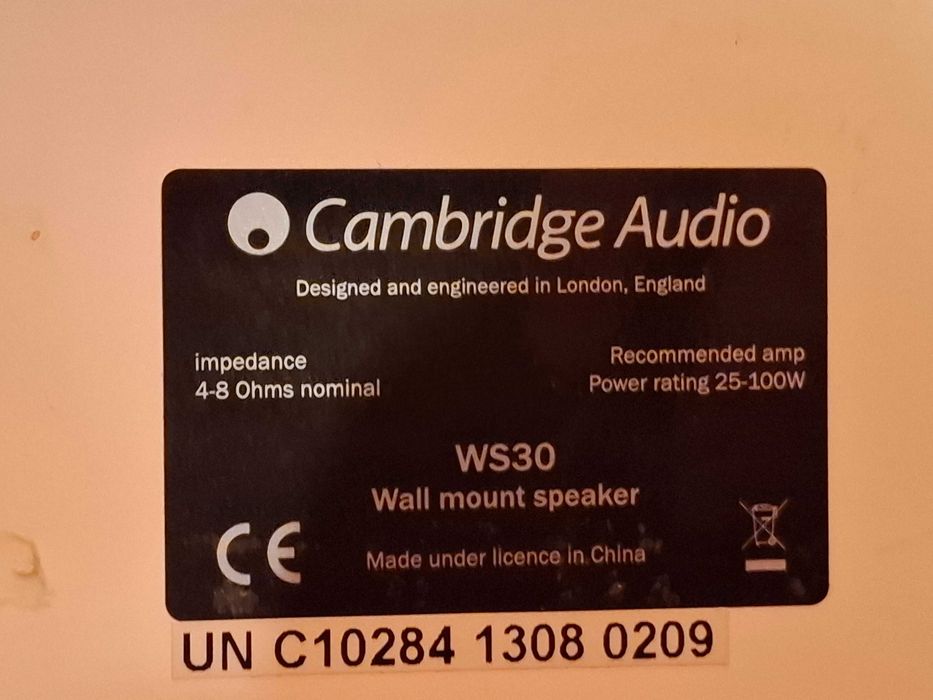 Cambridge Audio
Designed and engineered in London, England
impedance
4-8 Ohms nominal
Recommended amp
Power rating 25-100W
WS30
Wall mount speaker
CE
Made under licence in China
UN C10284 1308 0209